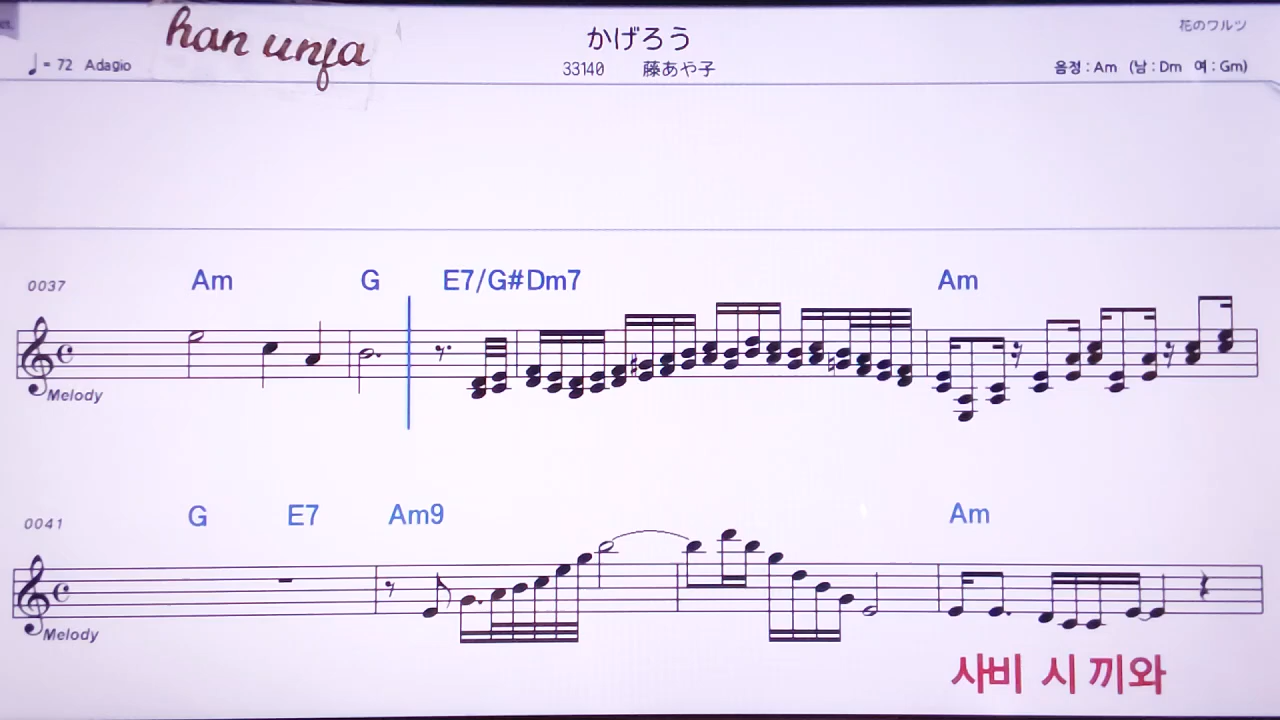 han unja
かげろう
花のワルツ
♩= 72 Adagio
33140 藤あや子
음정 : Am (남 : Dm 여 : Gm)
Am G E7/G# Dm7 Am
0037
Melody
G E7 Am9 Am
0041
Melody
사비 시 끼와